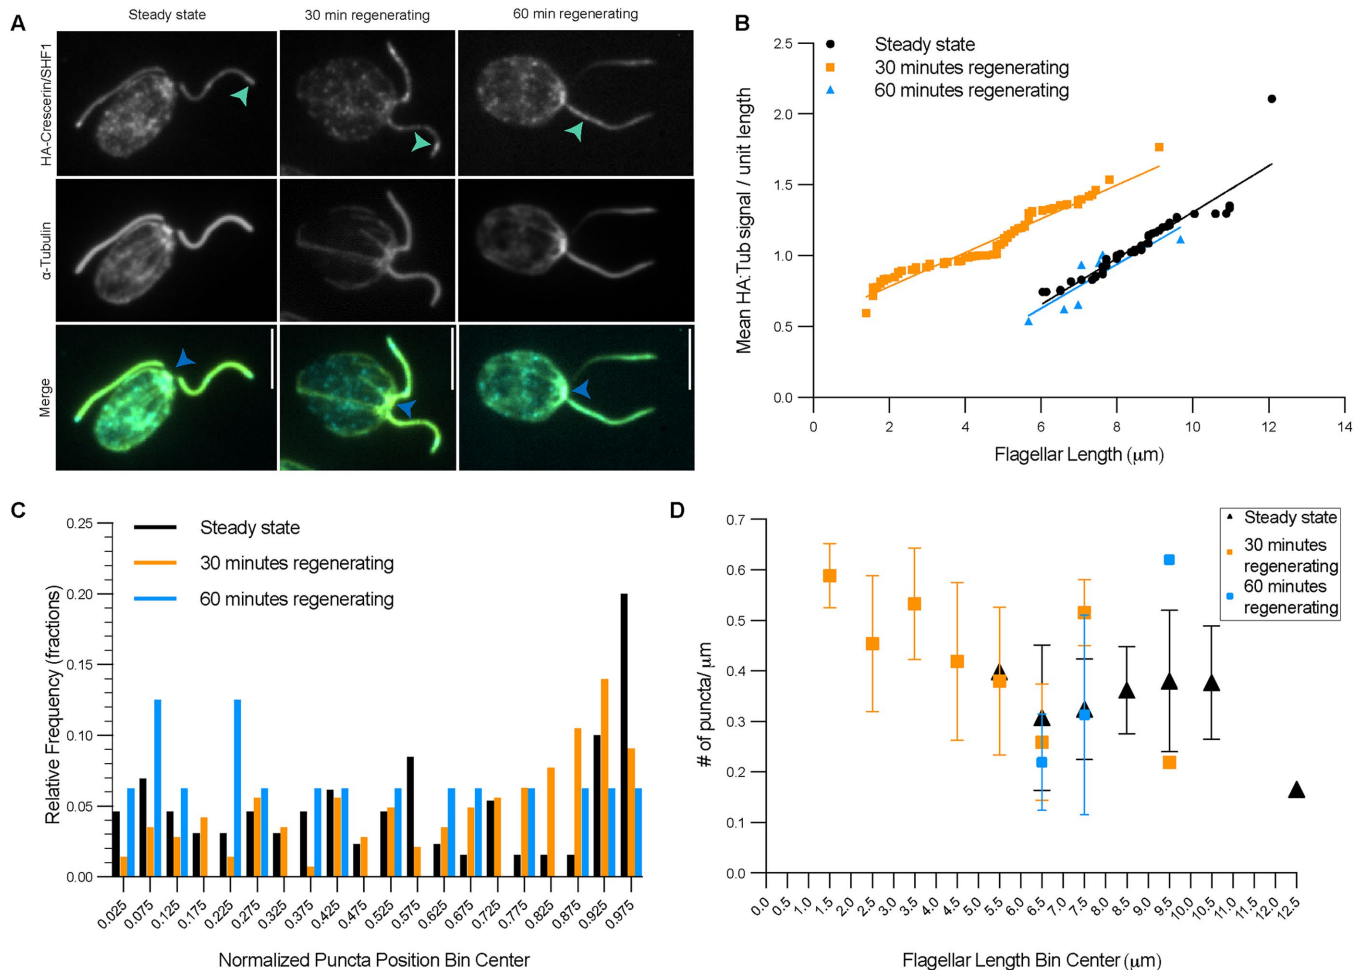 A
Steady state
30 min regenerating
60 min regenerating
HA-Crescerin/SHF1
α-Tubulin
Merge
B
Steady state
30 minutes regenerating
60 minutes regenerating
Mean HA:Tub signal / unit length
2.5
2.0
1.5
1.0
0.5
0.0
0 2 4 6 8 10 12 14
Flagellar Length (μm)
C
Steady state
30 minutes regenerating
60 minutes regenerating
Relative Frequency (fractions)
0.25
0.20
0.15
0.10
0.05
0.00
0.025 0.075 0.125 0.175 0.225 0.275 0.325 0.375 0.425 0.475 0.525 0.575 0.625 0.675 0.725 0.775 0.825 0.875 0.925 0.975
Normalized Puncta Position Bin Center
D
Steady state
30 minutes
regenerating
60 minutes
regenerating
# of puncta/ μm
0.7
0.6
0.5
0.4
0.3
0.2
0.1
0.0
0.0 0.5 1.0 1.5 2.0 2.5 3.0 3.5 4.0 4.5 5.0 5.5 6.0 6.5 7.0 7.5 8.0 8.5 9.0 9.5 10.0 10.5 11.0 11.5 12.0 12.5
Flagellar Length Bin Center (μm)